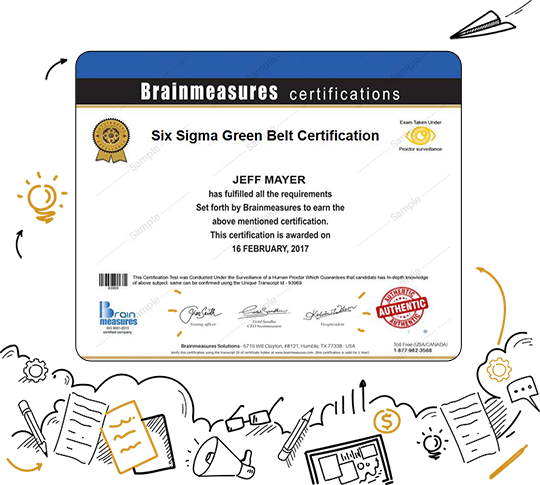 Brainmeasures certifications
Exam Taken Under
Proctor surveillance
Six Sigma Green Belt Certification
JEFF MAYER
has fulfilled all the requirements
Set forth by Brainmeasures to earn the
above mentioned certification.
This certification is awarded on
16 FEBRUARY, 2017
This Certification Test was Conducted Under the Surveillance of a Human Proctor Which Guarantees that candidate has In depth knowledge
of above subject. same can be confirmed using the Unique Transcript Id - 93969
93969
Brain
measures
ISO 9001-2015
certified company
Issuing officer
CEO brainmeasures
Vicepresident
AUTHENTIC
AUTHENTIC
AUTHENTIC
Brainmeasures Solutions - 5715 Will Clayton, #8121, Humble, TX 77338 - USA
Verify this certification using the transcript ID of certificate holder at www.brainmeasures.com. (this certification is valid for 1 Year)
Toll Free (USA/CANADA)
1-877-982-3568
Sample
Sample
Sample
Sample
Sample
$